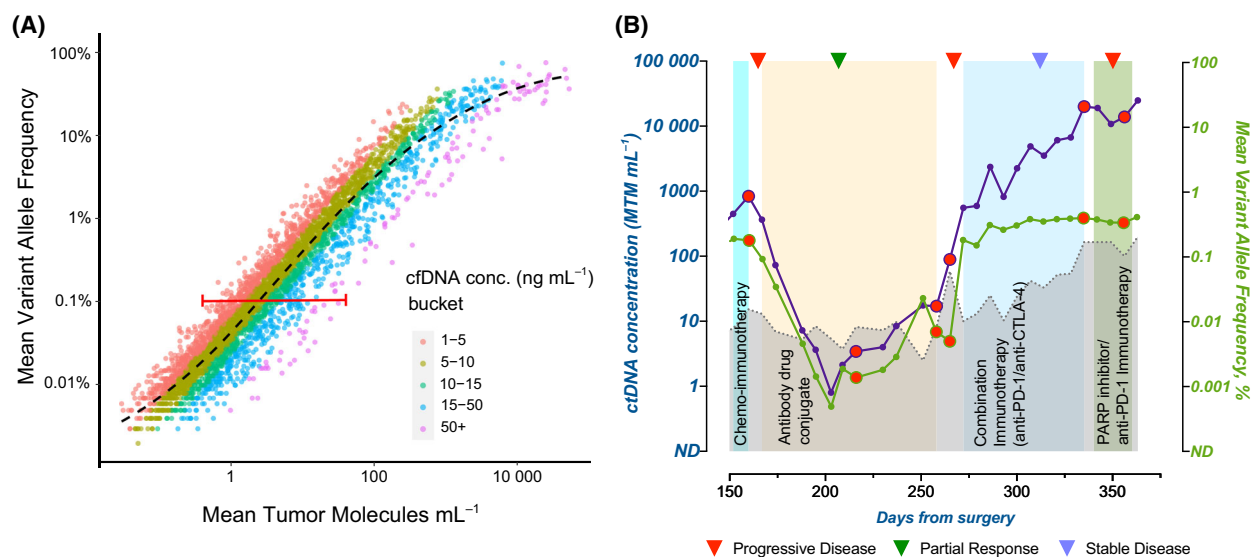 (A)
100%
10%
1%
0.1%
0.01%
Mean Variant Allele Frequency
cfDNA conc. (ng mL⁻¹)
bucket
1–5
5–10
10–15
15–50
50+
1
100
10 000
Mean Tumor Molecules mL⁻¹
(B)
100 000
10 000
1000
100
10
1
ND
ctDNA concentration (MTM mL⁻¹)
Chemo-immunotherapy
Antibody drug
conjugate
Combination
Immunotherapy
(anti-PD-1/anti-CTLA-4)
PARP inhibitor/
anti-PD-1 Immunotherapy
100
10
1
0.1
0.01
0.001
ND
Mean Variant Allele Frequency, %
150
200
250
300
350
Days from surgery
Progressive Disease
Partial Response
Stable Disease